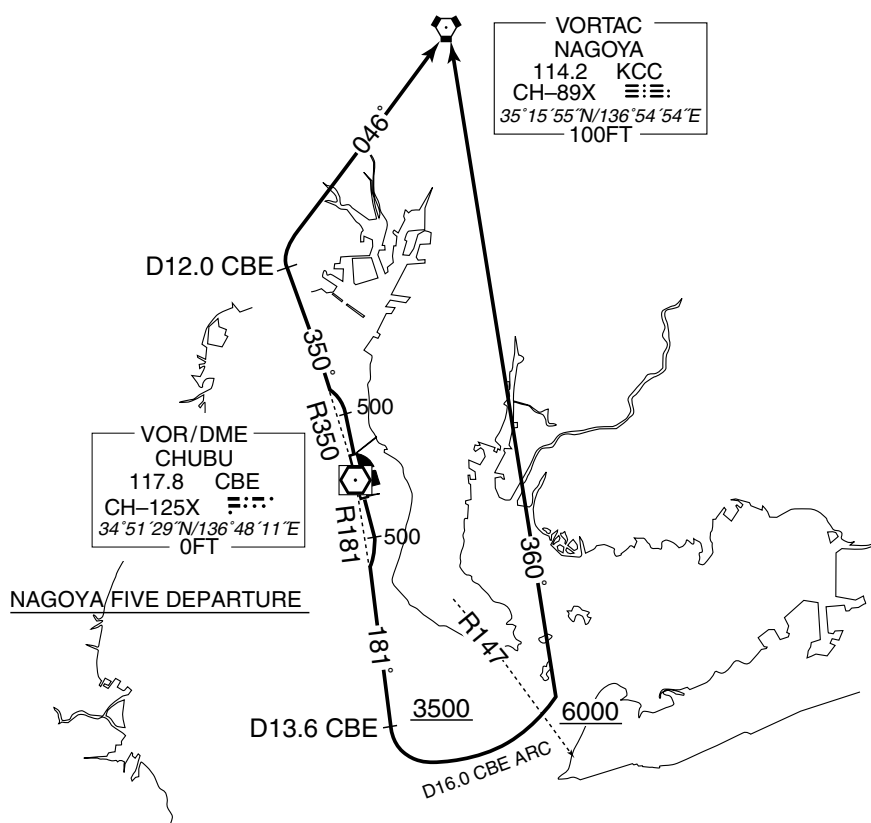 VORTAC
NAGOYA
114.2 KCC
CH–89X
35°15´55˝N/136°54´54˝E
100FT
046°
D12.0 CBE
350°
500
R350
VOR/DME
CHUBU
117.8 CBE
CH–125X
34°51´29˝N/136°48´11˝E
0FT
R181
500
360°
NAGOYA FIVE DEPARTURE
R147
181°
3500
6000
D13.6 CBE
D16.0 CBE ARC